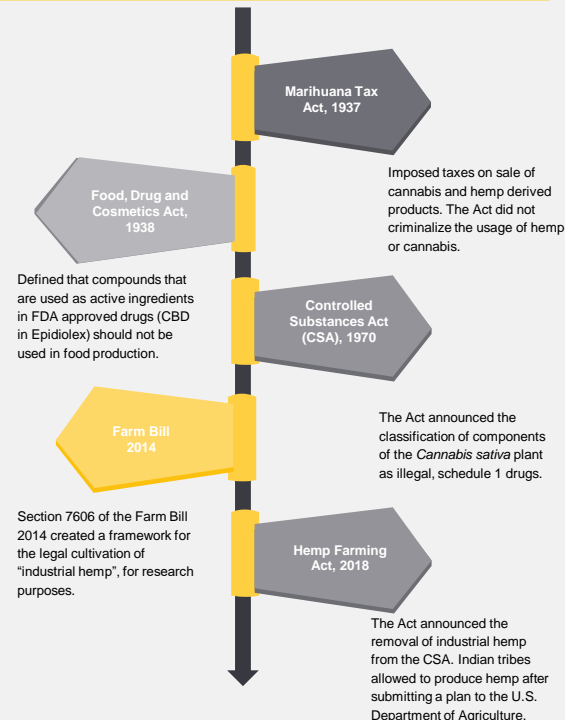 Marihuana Tax
Act, 1937
Imposed taxes on sale of
cannabis and hemp derived
products. The Act did not
criminalize the usage of hemp
or cannabis.
Food, Drug and
Cosmetics Act,
1938
Defined that compounds that
are used as active ingredients
in FDA approved drugs (CBD
in Epidiolex) should not be
used in food production.
Controlled
Substances Act
(CSA), 1970
The Act announced the
classification of components
of the Cannabis sativa plant
as illegal, schedule 1 drugs.
Farm Bill
2014
Section 7606 of the Farm Bill
2014 created a framework for
the legal cultivation of
“industrial hemp”, for research
purposes.
Hemp Farming
Act, 2018
The Act announced the
removal of industrial hemp
from the CSA. Indian tribes
allowed to produce hemp after
submitting a plan to the U.S.
Department of Agriculture.